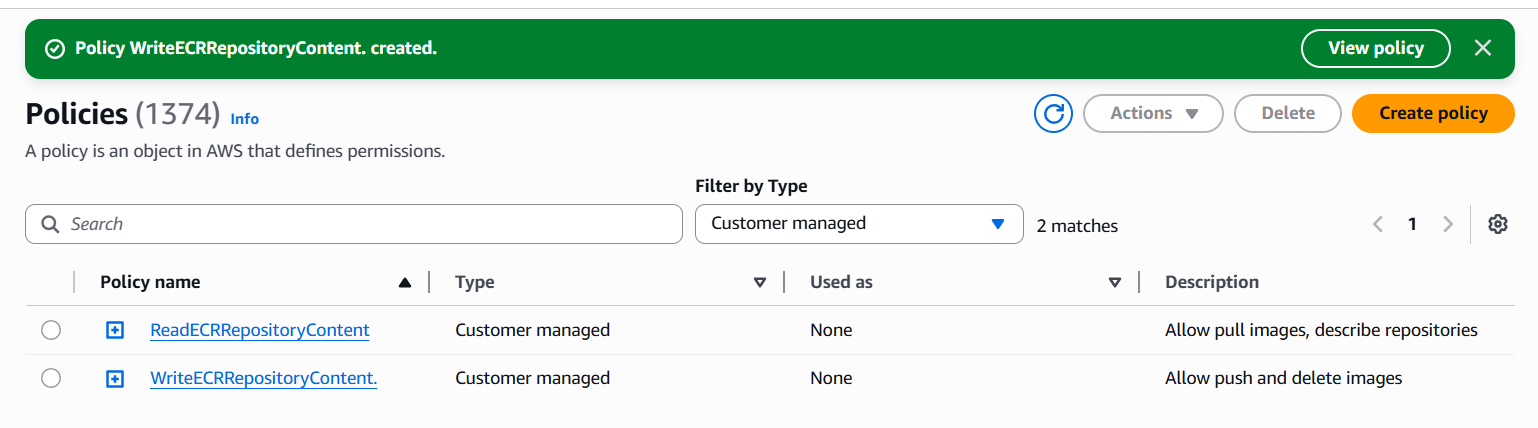 Policy WriteECRRepositoryContent. created.
View policy
Policies (1374) Info
Actions
Delete
Create policy
A policy is an object in AWS that defines permissions.
Filter by Type
Search
Customer managed
2 matches
1
Policy name Type Used as Description
ReadECRRepositoryContent Customer managed None Allow pull images, describe repositories
WriteECRRepositoryContent. Customer managed None Allow push and delete images